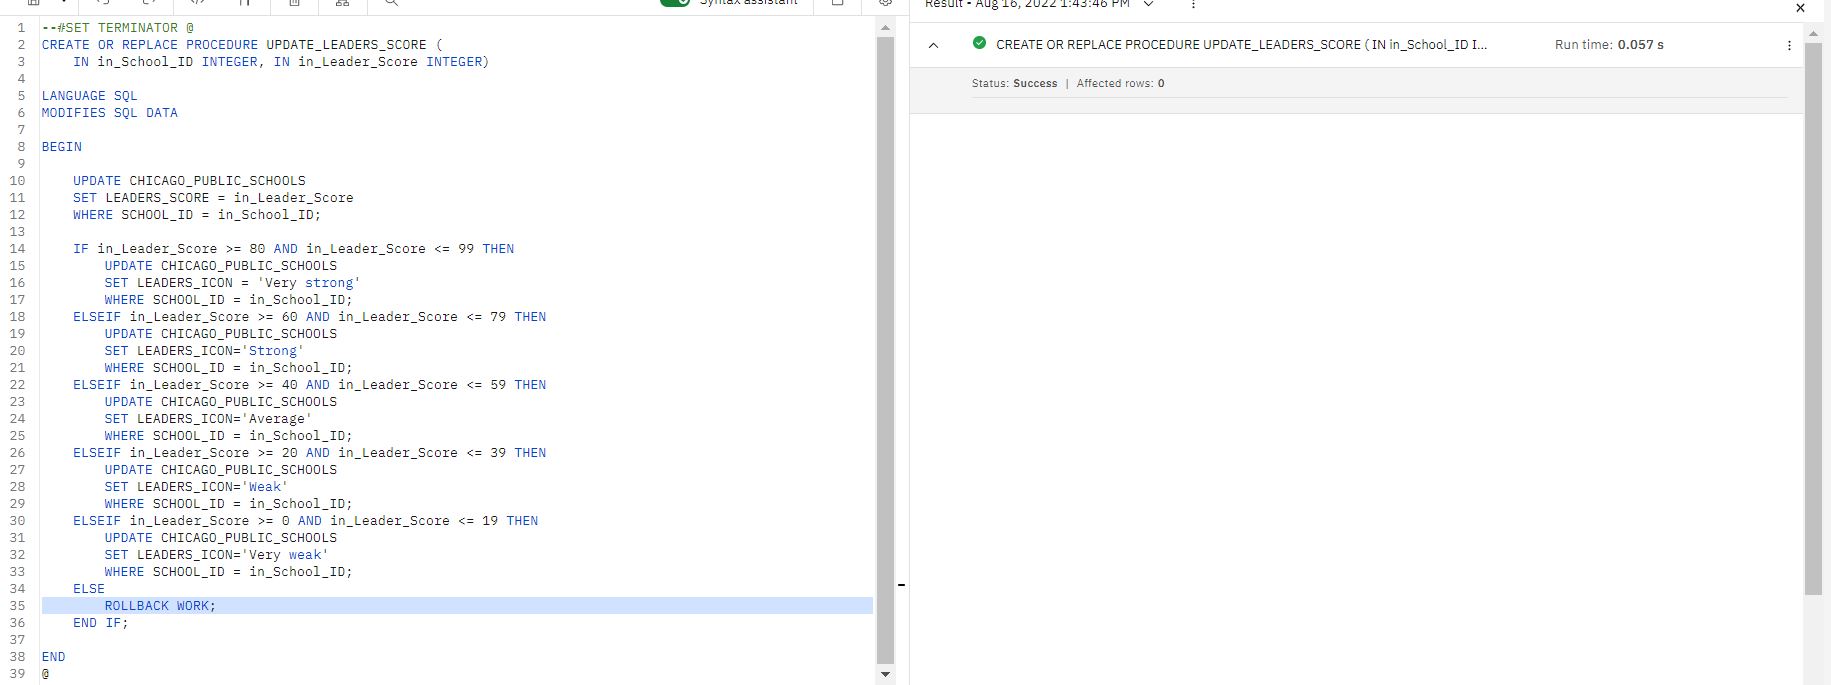 Syntax assistant
1 --#SET TERMINATOR @
2 CREATE OR REPLACE PROCEDURE UPDATE_LEADERS_SCORE (
3 IN in_School_ID INTEGER, IN in_Leader_Score INTEGER)
4
5 LANGUAGE SQL
6 MODIFIES SQL DATA
7
8 BEGIN
9
10 UPDATE CHICAGO_PUBLIC_SCHOOLS
11 SET LEADERS_SCORE = in_Leader_Score
12 WHERE SCHOOL_ID = in_School_ID;
13
14 IF in_Leader_Score >= 80 AND in_Leader_Score <= 99 THEN
15 UPDATE CHICAGO_PUBLIC_SCHOOLS
16 SET LEADERS_ICON = 'Very strong'
17 WHERE SCHOOL_ID = in_School_ID;
18 ELSEIF in_Leader_Score >= 60 AND in_Leader_Score <= 79 THEN
19 UPDATE CHICAGO_PUBLIC_SCHOOLS
20 SET LEADERS_ICON='Strong'
21 WHERE SCHOOL_ID = in_School_ID;
22 ELSEIF in_Leader_Score >= 40 AND in_Leader_Score <= 59 THEN
23 UPDATE CHICAGO_PUBLIC_SCHOOLS
24 SET LEADERS_ICON='Average'
25 WHERE SCHOOL_ID = in_School_ID;
26 ELSEIF in_Leader_Score >= 20 AND in_Leader_Score <= 39 THEN
27 UPDATE CHICAGO_PUBLIC_SCHOOLS
28 SET LEADERS_ICON='Weak'
29 WHERE SCHOOL_ID = in_School_ID;
30 ELSEIF in_Leader_Score >= 0 AND in_Leader_Score <= 19 THEN
31 UPDATE CHICAGO_PUBLIC_SCHOOLS
32 SET LEADERS_ICON='Very weak'
33 WHERE SCHOOL_ID = in_School_ID;
34 ELSE
35 ROLLBACK WORK;
36 END IF;
37
38 END
39 @
Result - Aug 16, 2022 1:43:46 PM
CREATE OR REPLACE PROCEDURE UPDATE_LEADERS_SCORE ( IN in_School_ID I... Run time: 0.057 s
Status: Success | Affected rows: 0